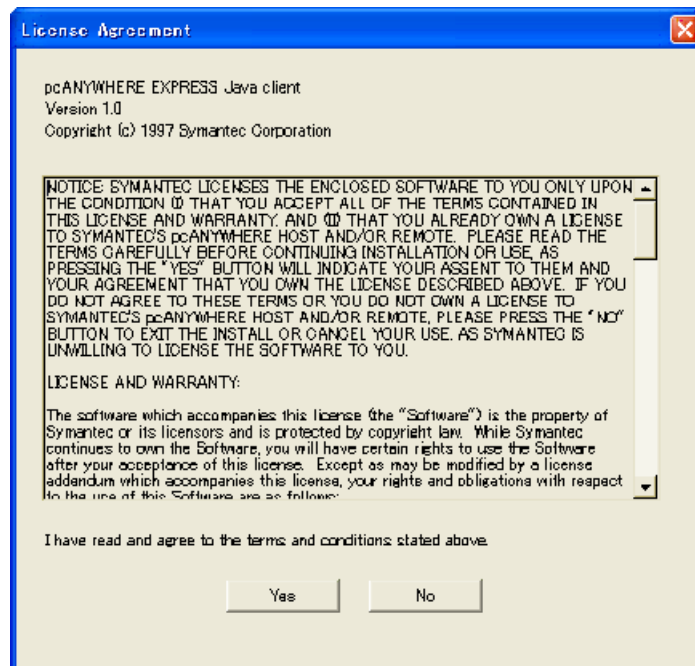 License Agreement
pcANYWHERE EXPRESS Java client
Version 1.0
Copyright (c) 1997 Symantec Corporation
NOTICE: SYMANTEC LICENSES THE ENCLOSED SOFTWARE TO YOU ONLY UPON
THE CONDITION (I) THAT YOU ACCEPT ALL OF THE TERMS CONTAINED IN
THIS LICENSE AND WARRANTY. AND (II) THAT YOU ALREADY OWN A LICENSE
TO SYMANTEC'S pcANYWHERE HOST AND/OR REMOTE. PLEASE READ THE
TERMS CAREFULLY BEFORE CONTINUING INSTALLATION OR USE, AS
PRESSING THE "YES" BUTTON WILL INDICATE YOUR ASSENT TO THEM AND
YOUR AGREEMENT THAT YOU OWN THE LICENSE DESCRIBED ABOVE. IF YOU
DO NOT AGREE TO THESE TERMS OR YOU DO NOT OWN A LICENSE TO
SYMANTEC'S pcANYWHERE HOST AND/OR REMOTE, PLEASE PRESS THE "NO"
BUTTON TO EXIT THE INSTALL OR CANCEL YOUR USE. AS SYMANTEC IS
UNWILLING TO LICENSE THE SOFTWARE TO YOU.
LICENSE AND WARRANTY:
The software which accompanies this license (the "Software") is the property of
Symantec or its licensors and is protected by copyright law. While Symantec
continues to own the Software, you will have certain rights to use the Software
after your acceptance of this license. Except as may be modified by a license
addendum which accompanies this license, your rights and obligations with respect
to the use of this Software are as follows:
I have read and agree to the terms and conditions stated above.
Yes
No